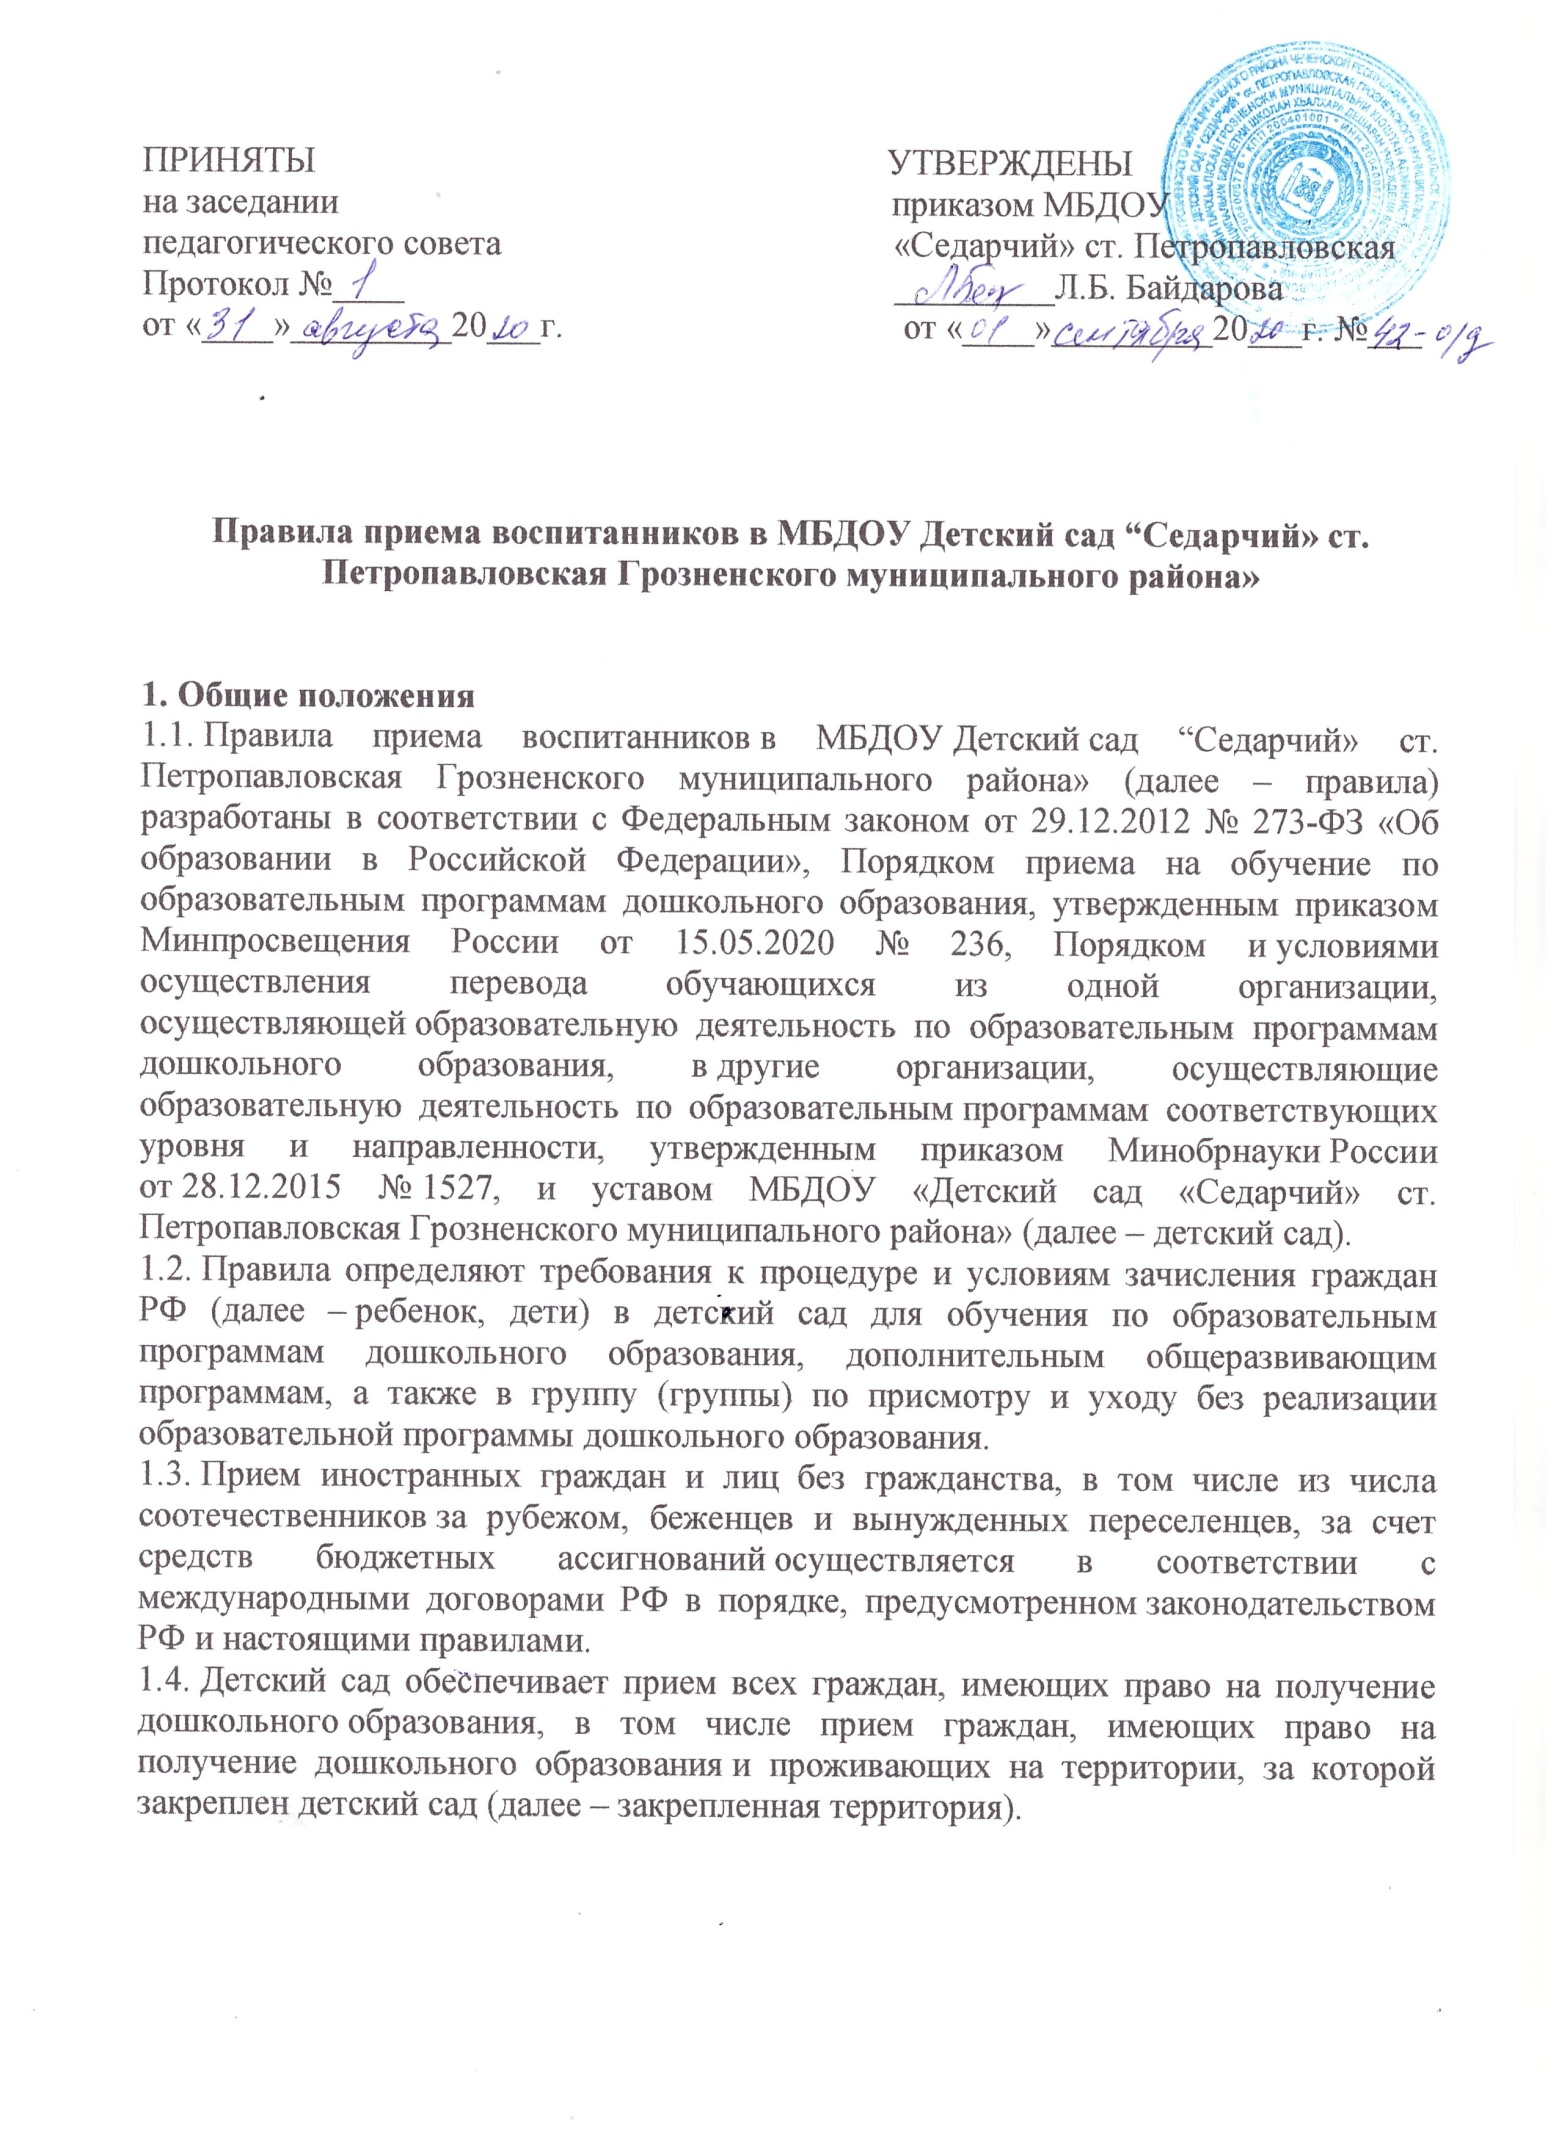 ПРИНЯТЫ
на заседании
педагогического совета
Протокол № 1
от «31» августа 2020 г.
УТВЕРЖДЕНЫ
приказом МБДОУ
«Седарчий» ст. Петропавловская
Л.Б. Байдарова
от «01» сентября 2020 г. № 42-о/д
Правила приема воспитанников в МБДОУ Детский сад “Седарчий» ст.
Петропавловская Грозненского муниципального района»
1. Общие положения
1.1. Правила приема воспитанников в МБДОУ Детский сад “Седарчий» ст.
Петропавловская Грозненского муниципального района» (далее – правила)
разработаны в соответствии с Федеральным законом от 29.12.2012 № 273-ФЗ «Об
образовании в Российской Федерации», Порядком приема на обучение по
образовательным программам дошкольного образования, утвержденным приказом
Минпросвещения России от 15.05.2020 № 236, Порядком и условиями
осуществления перевода обучающихся из одной организации,
осуществляющей образовательную деятельность по образовательным программам
дошкольного образования, в другие организации, осуществляющие
образовательную деятельность по образовательным программам соответствующих
уровня и направленности, утвержденным приказом Минобрнауки России
от 28.12.2015 № 1527, и уставом МБДОУ «Детский сад «Седарчий» ст.
Петропавловская Грозненского муниципального района» (далее – детский сад).
1.2. Правила определяют требования к процедуре и условиям зачисления граждан
РФ (далее – ребенок, дети) в детский сад для обучения по образовательным
программам дошкольного образования, дополнительным общеразвивающим
программам, а также в группу (группы) по присмотру и уходу без реализации
образовательной программы дошкольного образования.
1.3. Прием иностранных граждан и лиц без гражданства, в том числе из числа
соотечественников за рубежом, беженцев и вынужденных переселенцев, за счет
средств бюджетных ассигнований осуществляется в соответствии с
международными договорами РФ в порядке, предусмотренном законодательством
РФ и настоящими правилами.
1.4. Детский сад обеспечивает прием всех граждан, имеющих право на получение
дошкольного образования, в том числе прием граждан, имеющих право на
получение дошкольного образования и проживающих на территории, за которой
закреплен детский сад (далее – закрепленная территория).